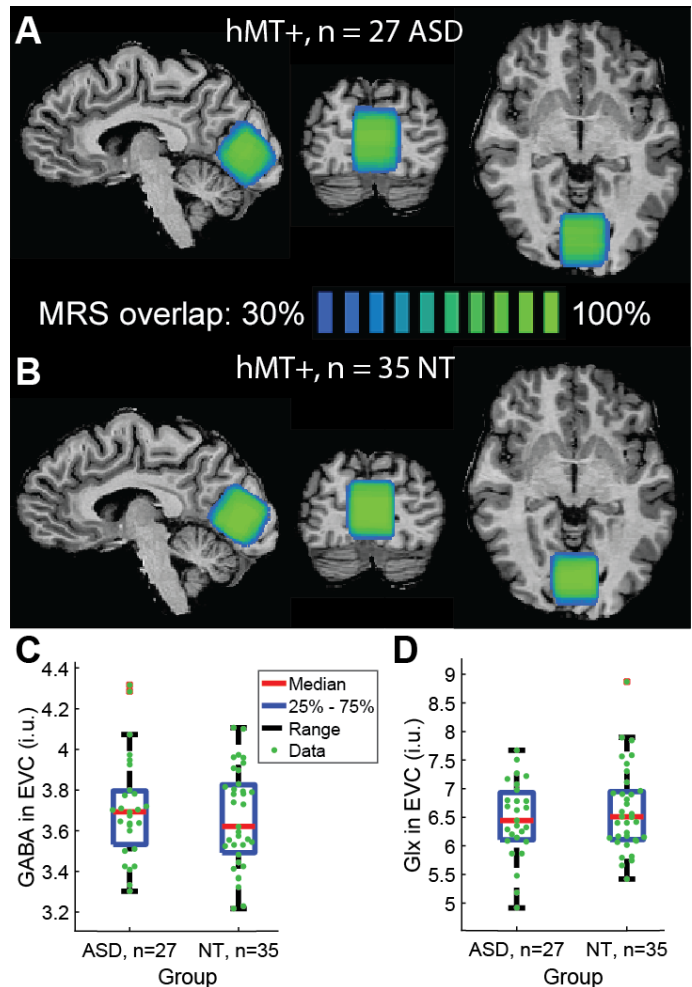 A
hMT+, n = 27 ASD
MRS overlap: 30% 100%
B
hMT+, n = 35 NT
C
4.4
4.2
4
3.8
3.6
3.4
3.2
GABA in EVC (i.u.)
ASD, n=27 NT, n=35
Group
Median
25% - 75%
Range
Data
D
9
8.5
8
7.5
7
6.5
6
5.5
5
Glx in EVC (i.u.)
ASD, n=27 NT, n=35
Group